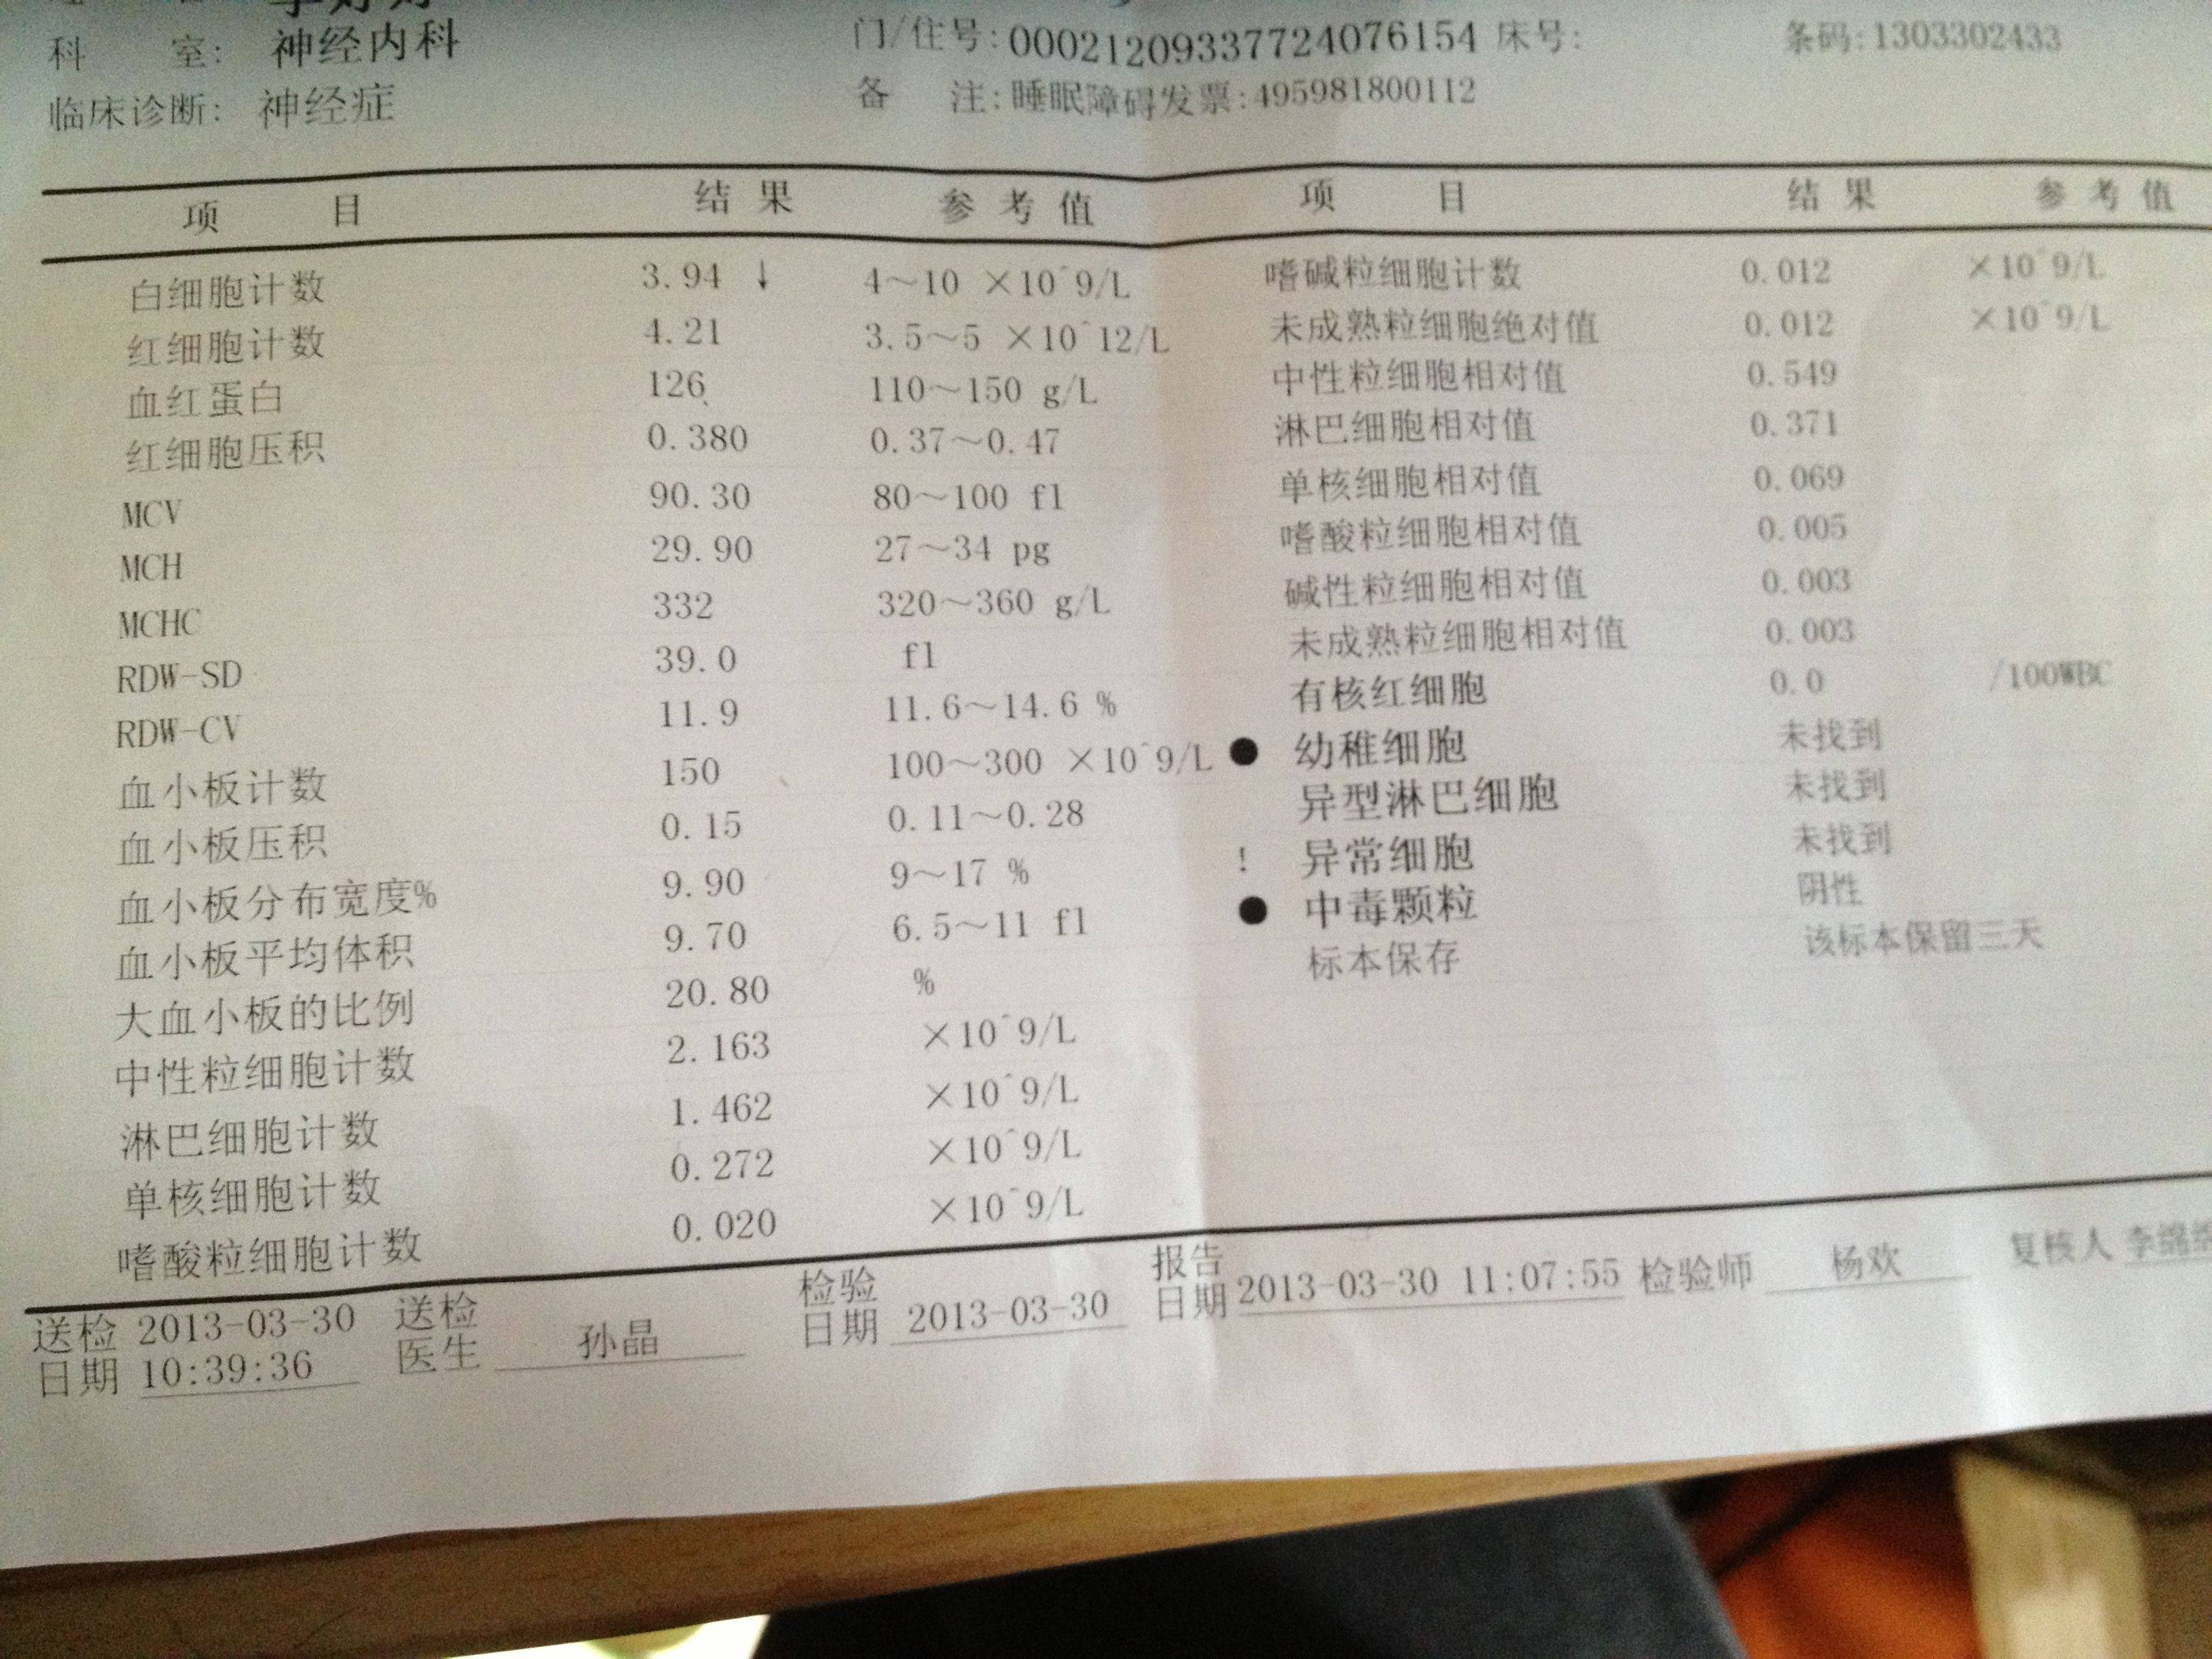 科 室: 神经内科 门/住号:00021209337724076154 床号: 条码:1303302433
临床诊断: 神经症 备 注:睡眠障碍发票:495981800112
项 目 结 果 参 考 值 项 目 结 果 参 考 值
白细胞计数 3.94 ↓ 4～10 ×10^9/L 嗜碱粒细胞计数 0.012 ×10^9/L
红细胞计数 4.21 3.5～5 ×10^12/L 未成熟粒细胞绝对值 0.012 ×10^9/L
血红蛋白 126 110～150 g/L 中性粒细胞相对值 0.549
红细胞压积 0.380 0.37～0.47 淋巴细胞相对值 0.371
MCV 90.30 80～100 fl 单核细胞相对值 0.069
MCH 29.90 27～34 pg 嗜酸粒细胞相对值 0.005
MCHC 332 320～360 g/L 碱性粒细胞相对值 0.003
RDW-SD 39.0 fl 未成熟粒细胞相对值 0.003
RDW-CV 11.9 11.6～14.6 % 有核红细胞 0.0 /100WBC
血小板计数 150 100～300 ×10^9/L ● 幼稚细胞 未找到
血小板压积 0.15 0.11～0.28 异型淋巴细胞 未找到
血小板分布宽度% 9.90 9～17 % ! 异常细胞 未找到
血小板平均体积 9.70 6.5～11 fl ● 中毒颗粒 阴性
大血小板的比例 20.80 % 标本保存 该标本保留三天
中性粒细胞计数 2.163 ×10^9/L
淋巴细胞计数 1.462 ×10^9/L
单核细胞计数 0.272 ×10^9/L
嗜酸粒细胞计数 0.020 ×10^9/L
送检日期 2013-03-30 10:39:36 送检医生 孙晶 检验日期 2013-03-30 报告日期 2013-03-30 11:07:55 检验师 杨欢 复核人 李